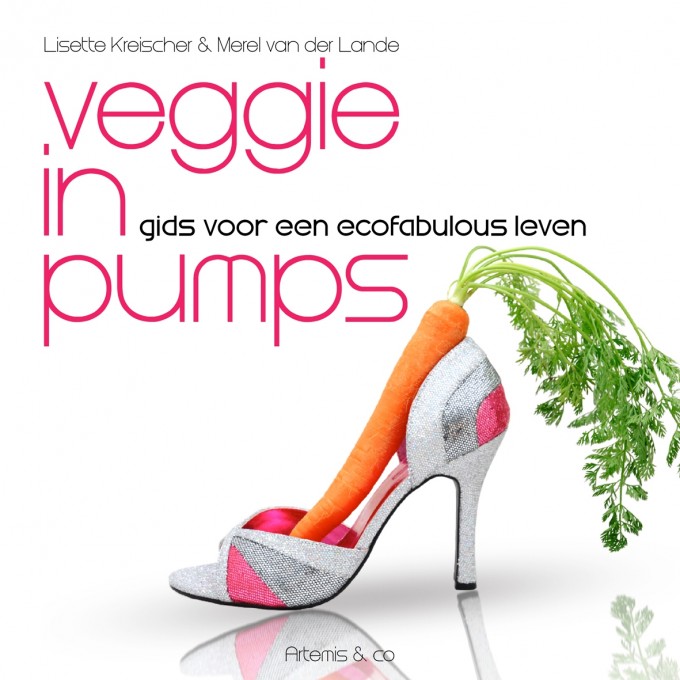 Lisette Kreischer & Merel van der Lande
veggie
in
gids voor een ecofabulous leven
pumps
Artemis & co